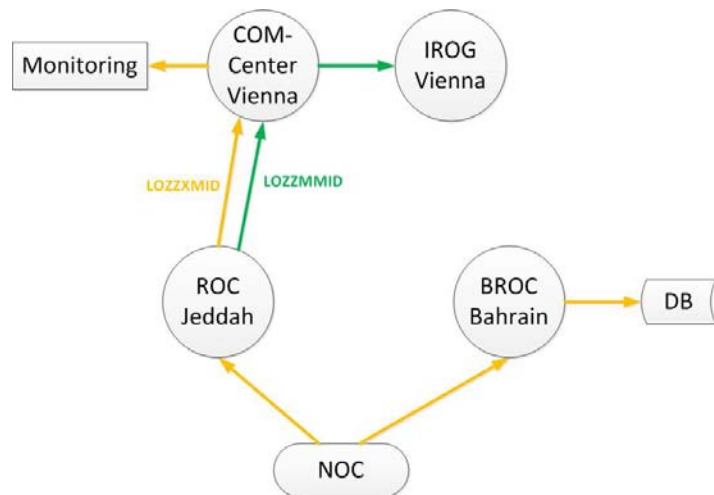 COM-
Center
Vienna
IROG
Vienna
Monitoring
LOZZXMID
LOZZMMID
ROC
Jeddah
BROC
Bahrain
DB
NOC